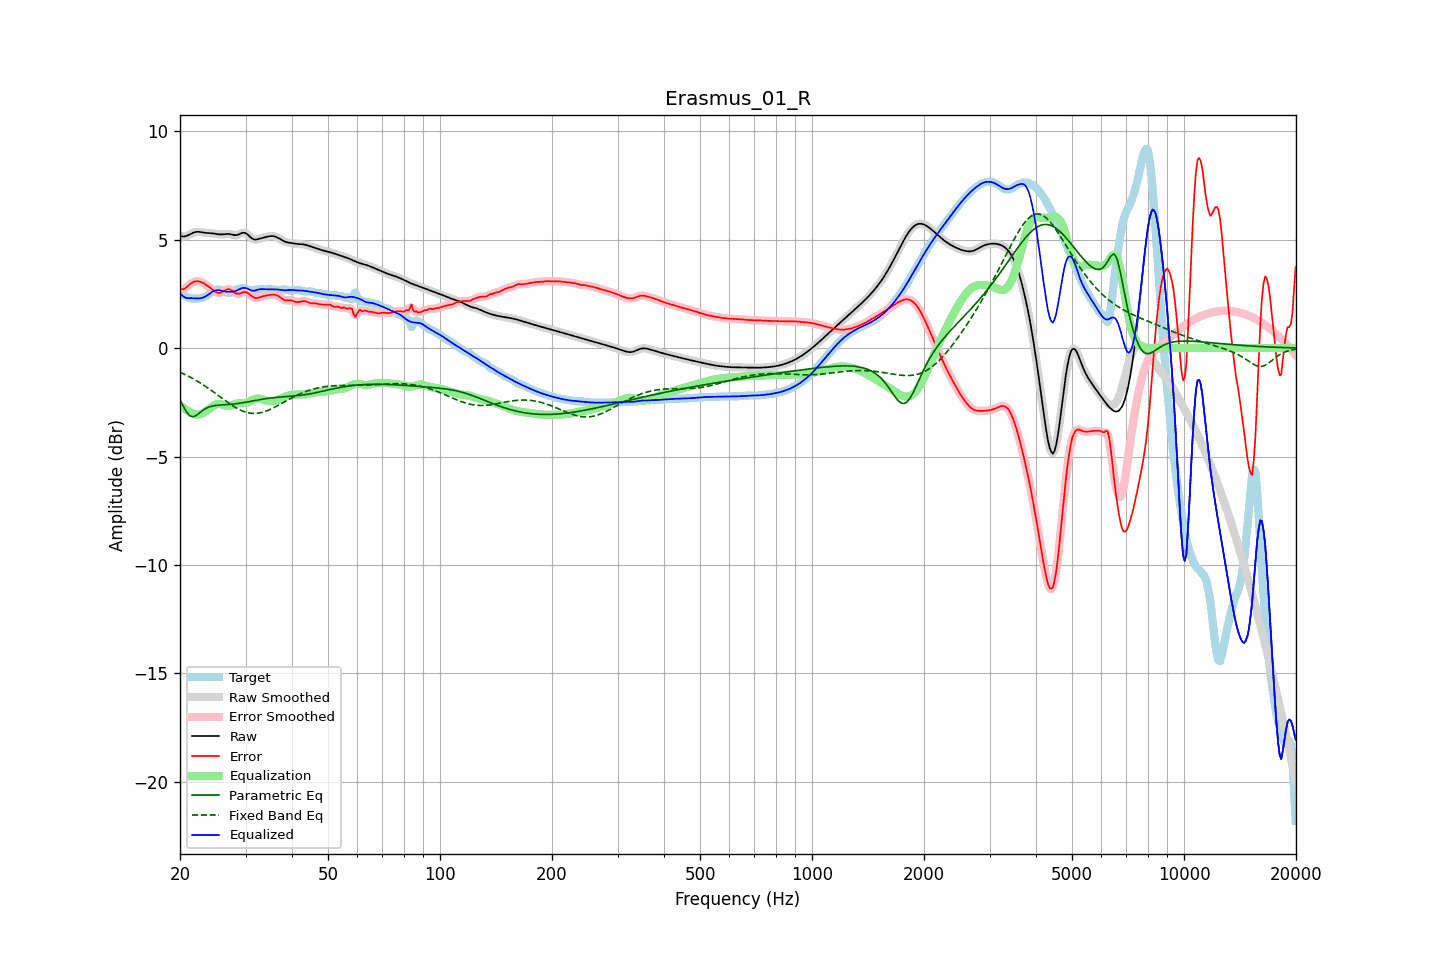 Erasmus_01_R
Amplitude (dBr)
10
5
0
−5
−10
−15
−20
Target
Raw Smoothed
Error Smoothed
Raw
Error
Equalization
Parametric Eq
Fixed Band Eq
Equalized
20 50 100 200 500 1000 2000 5000 10000 20000
Frequency (Hz)